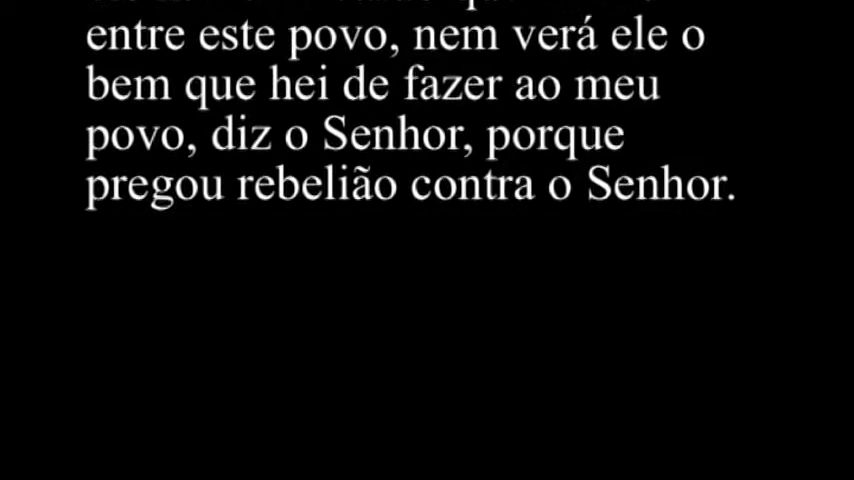 entre este povo, nem verá ele o
bem que hei de fazer ao meu
povo, diz o Senhor, porque
pregou rebelião contra o Senhor.